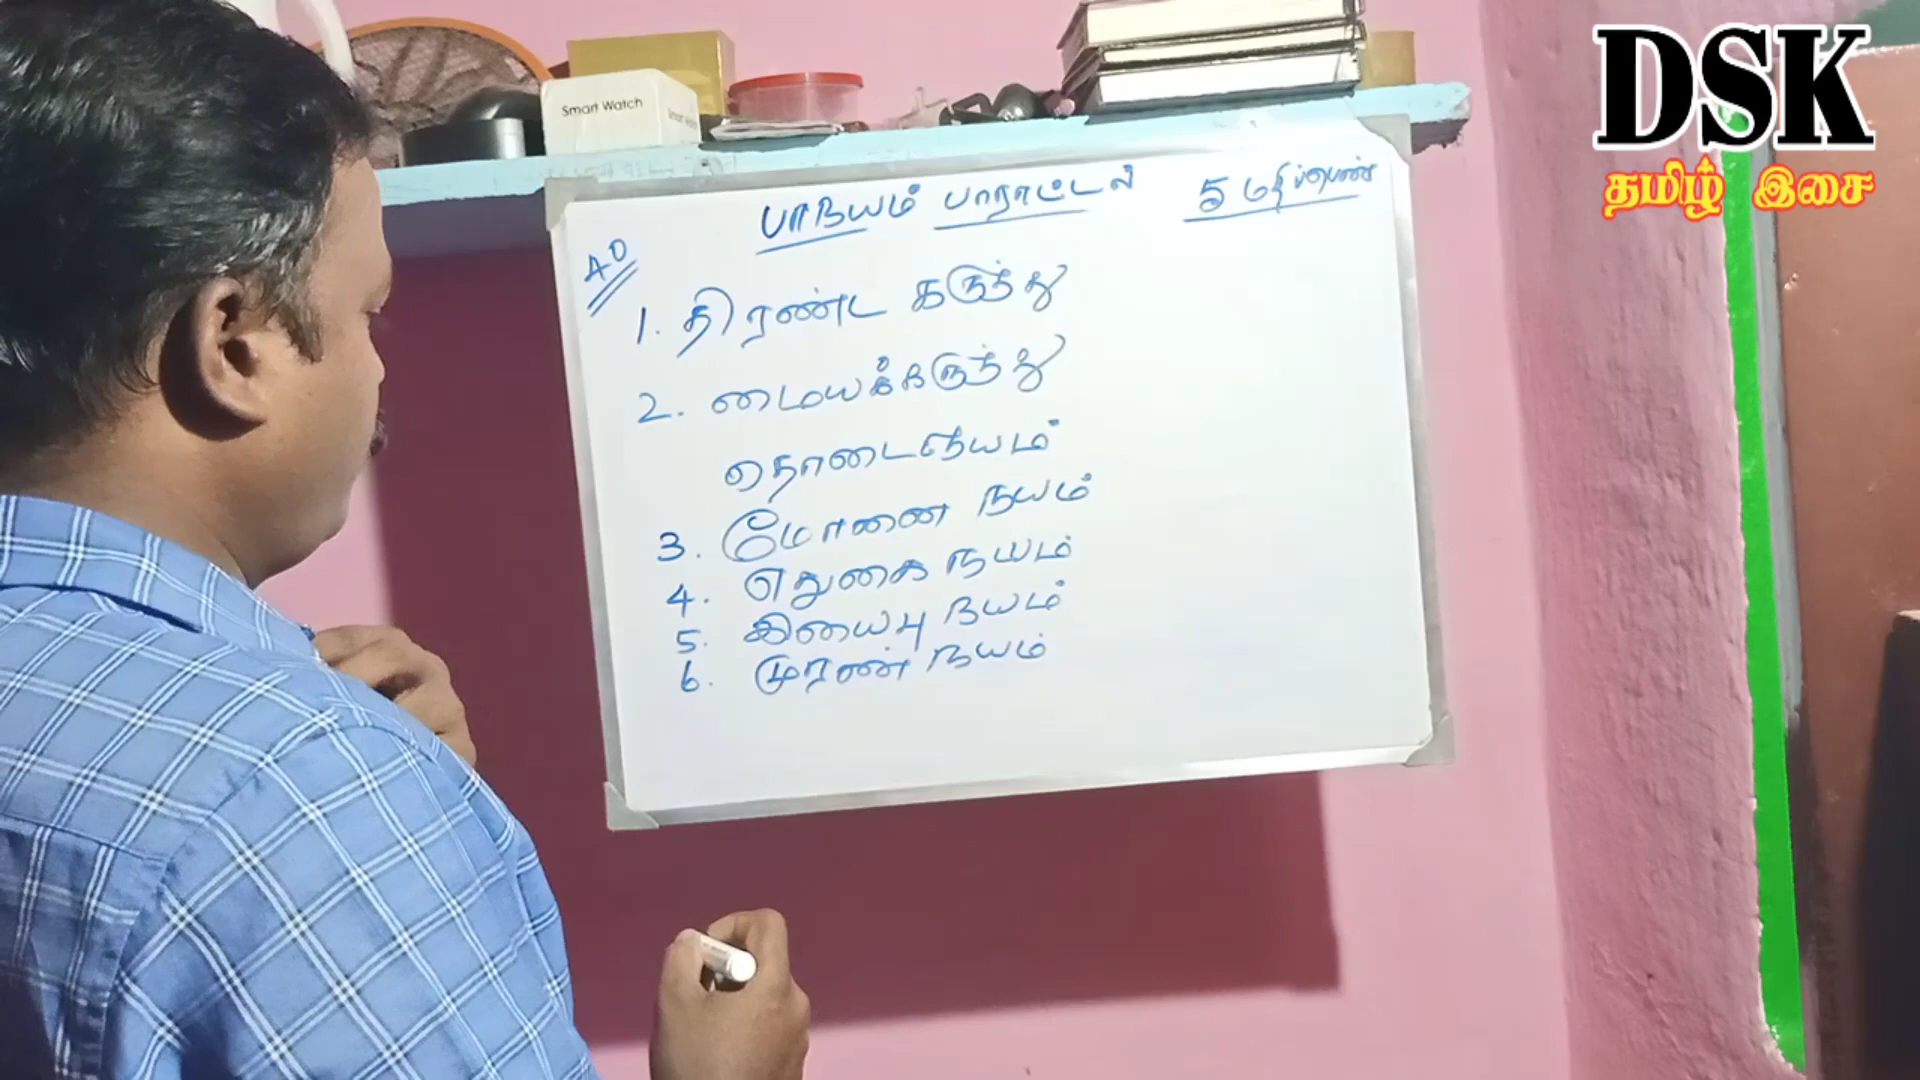 DSK
தமிழ் இசை
Smart Watch
பாநயம் பாராட்டல் 5 மதிப்பெண்
40
1. திரண்ட கருத்து
2. மையக்கருத்து
தொடைநயம்
3. மோனை நயம்
4. எதுகை நயம்
5. இயைபு நயம்
6. முரண் நயம்